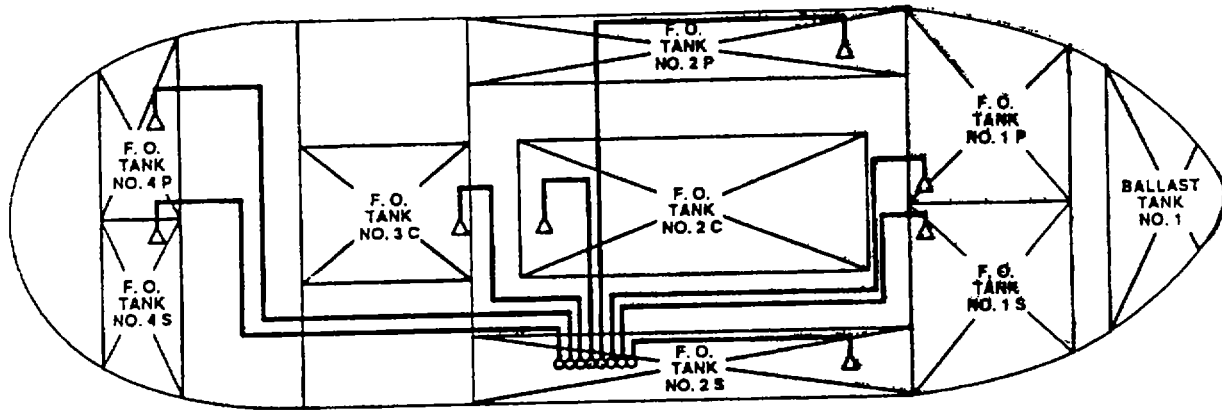 F. O.
TANK
NO. 2 P
F. O.
TANK
NO. 1 P
F. O.
TANK
NO. 4 P
F. O.
TANK
NO. 3 C
F. O.
TANK
NO. 2 C
BALLAST
TANK
NO. 1
F. O.
TANK
NO. 4 S
F. O.
TANK
NO. 1 S
F. O.
TANK
NO. 2 S